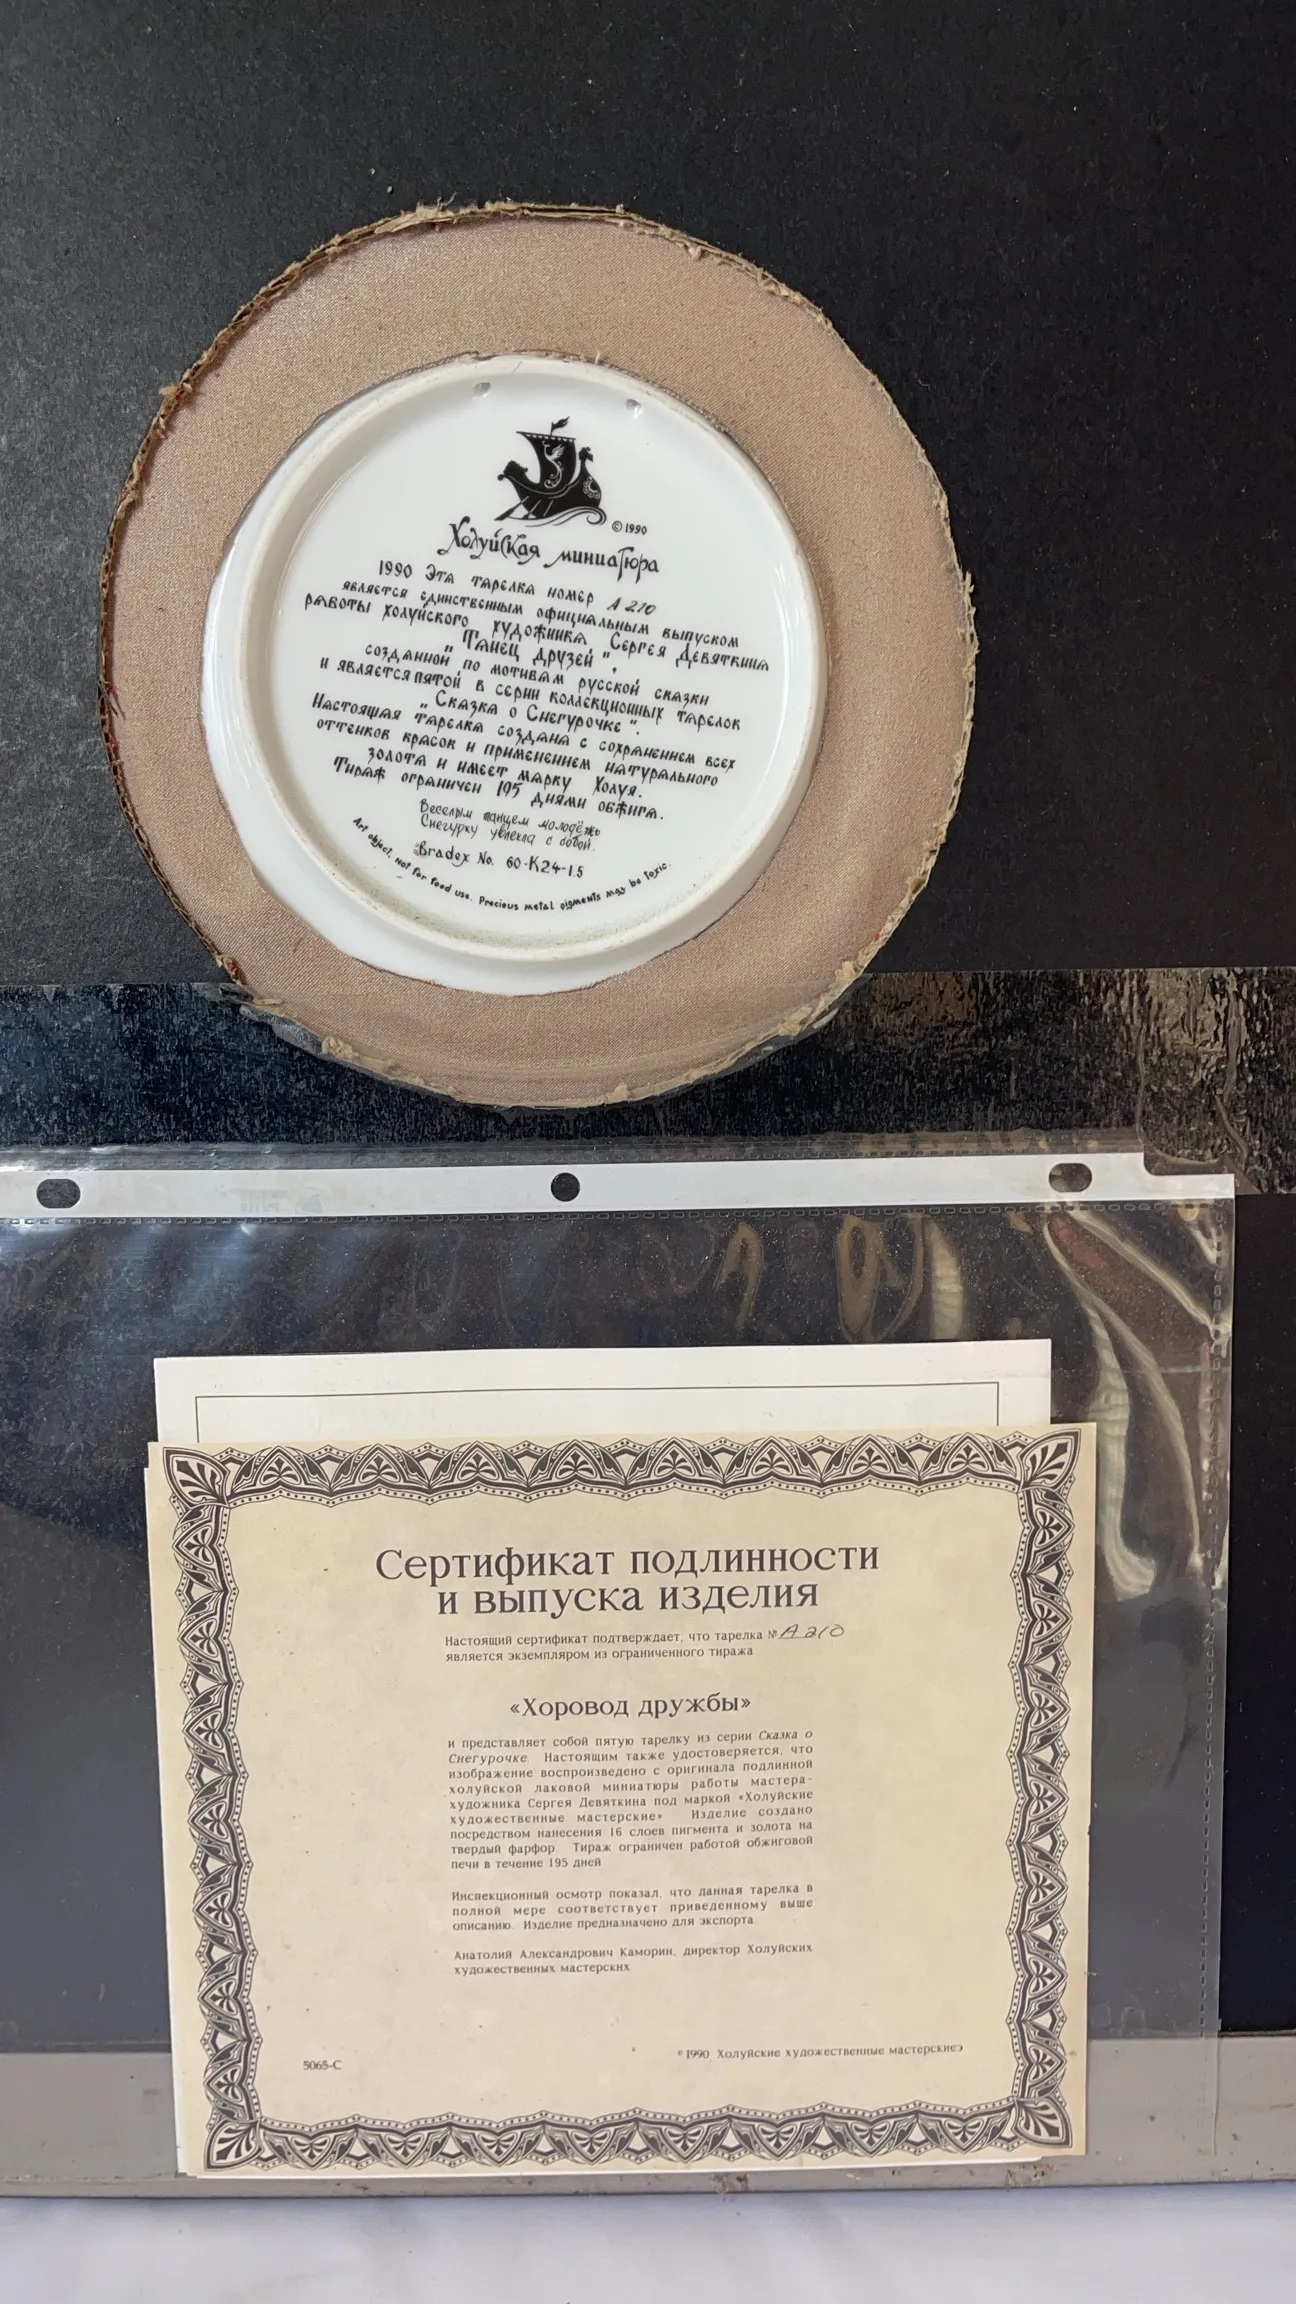 ©1990
Холуйская миниатюра
1990 Эта тарелка номер A 210
является единственным официальным выпуском
работы холуйского художника Сергея Девяткина
„Танец друзей",
созданной по мотивам русской сказки
и является пятой в серии коллекционных тарелок
„Сказка о Снегурочке".
Настоящая тарелка создана с сохранением всех
оттенков красок и применением натурального
золота и имеет марку Холуя.
Тираж ограничен 195 днями обжига.
Веселым танцем молодёжь
Снегурку увлекла с собой.
Bradex No. 60-K24-1.5
Art object, not for food use. Precious metal pigments may be toxic.
Сертификат подлинности
и выпуска изделия
Настоящий сертификат подтверждает, что тарелка № A 210
является экземпляром из ограниченного тиража
«Хоровод дружбы»
и представляет собой пятую тарелку из серии Сказка о
Снегурочке. Настоящим также удостоверяется, что
изображение воспроизведено с оригинала подлинной
холуйской лаковой миниатюры работы мастера-
художника Сергея Девяткина под маркой «Холуйские
художественные мастерские» Изделие создано
посредством нанесения 16 слоев пигмента и золота на
твердый фарфор. Тираж ограничен работой обжиговой
печи в течение 195 дней
Инспекционный осмотр показал, что данная тарелка в
полной мере соответствует приведенному выше
описанию. Изделие предназначено для экспорта
Анатолий Александрович Каморин, директор Холуйских
художественных мастерских
5065-C
©1990 Холуйские художественные мастерские